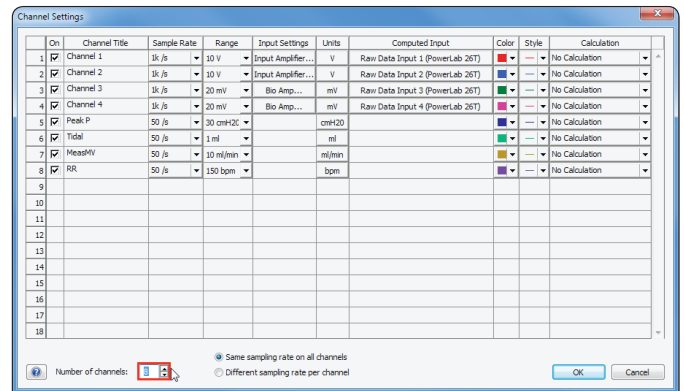 Channel Settings
On Channel Title Sample Rate Range Input Settings Units Computed Input Color Style Calculation
1 Channel 1 1k /s 10 V Input Amplifier... V Raw Data Input 1 (PowerLab 26T) No Calculation
2 Channel 2 1k /s 10 V Input Amplifier... V Raw Data Input 2 (PowerLab 26T) No Calculation
3 Channel 3 1k /s 20 mV Bio Amp... mV Raw Data Input 3 (PowerLab 26T) No Calculation
4 Channel 4 1k /s 20 mV Bio Amp... mV Raw Data Input 4 (PowerLab 26T) No Calculation
5 Peak P 50 /s 30 cmH2C cmH20 No Calculation
6 Tidal 50 /s 1 ml ml No Calculation
7 MeasMV 50 /s 10 ml/min ml/min No Calculation
8 RR 50 /s 150 bpm bpm No Calculation
9
10
11
12
13
14
15
16
17
18
Same sampling rate on all channels
Number of channels: 8
Different sampling rate per channel
OK Cancel